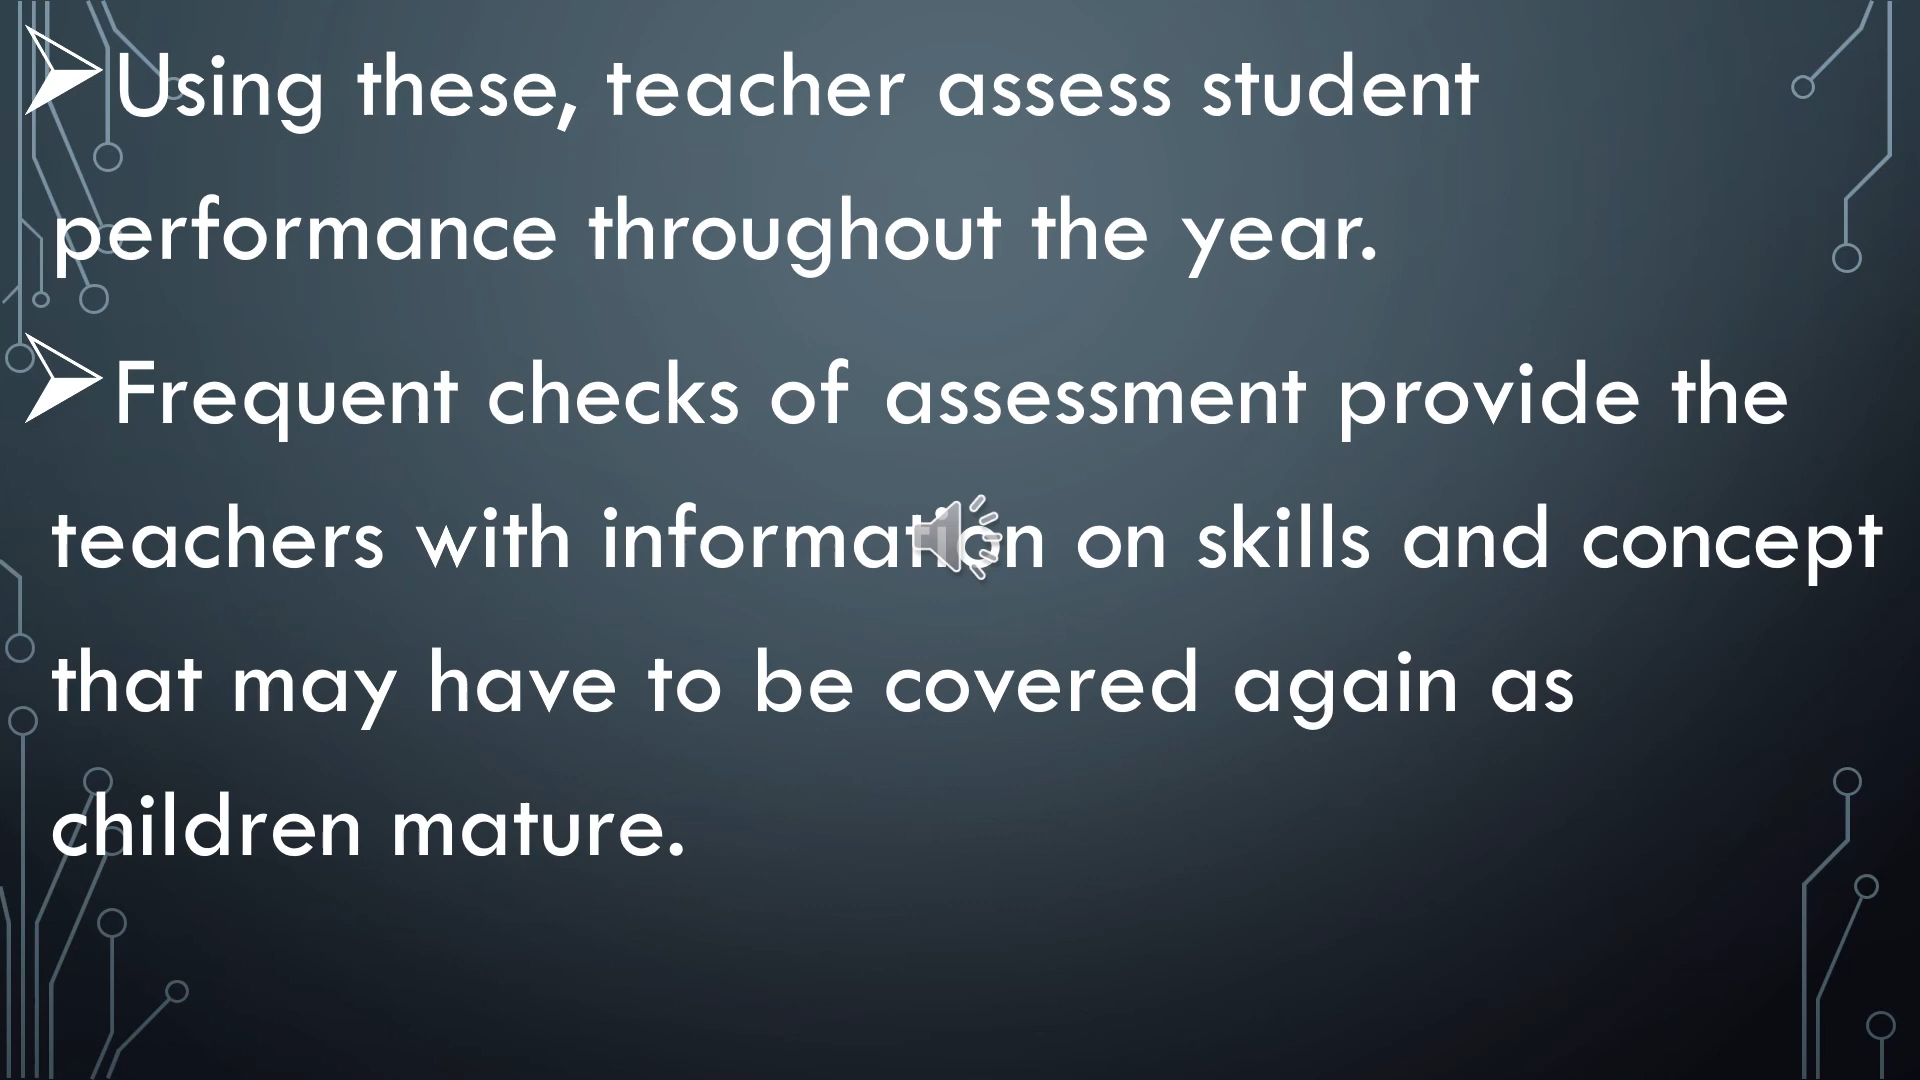 Using these, teacher assess student
performance throughout the year.
Frequent checks of assessment provide the
teachers with information on skills and concept
that may have to be covered again as
children mature.